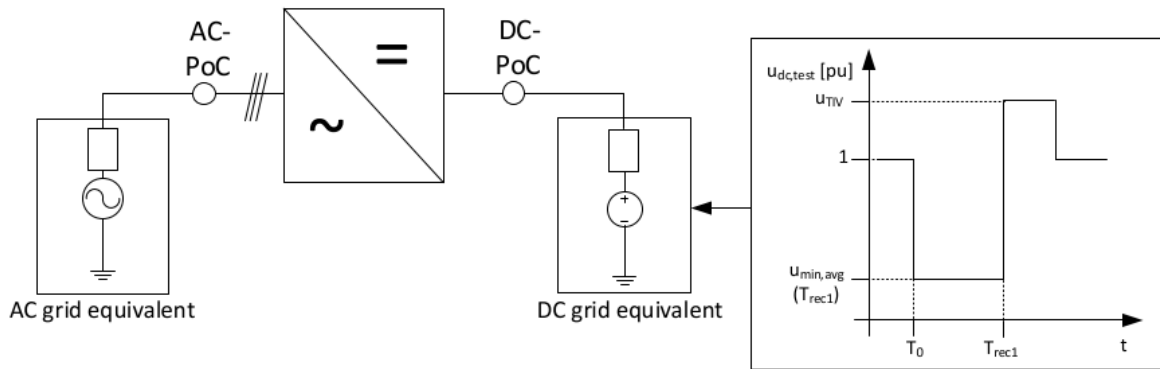 AC-
PoC
=
~
DC-
PoC
+
−
AC grid equivalent
DC grid equivalent
u_dc,test [pu]
u_TIV
1
u_min,avg
(T_rec1)
T_0
T_rec1
t